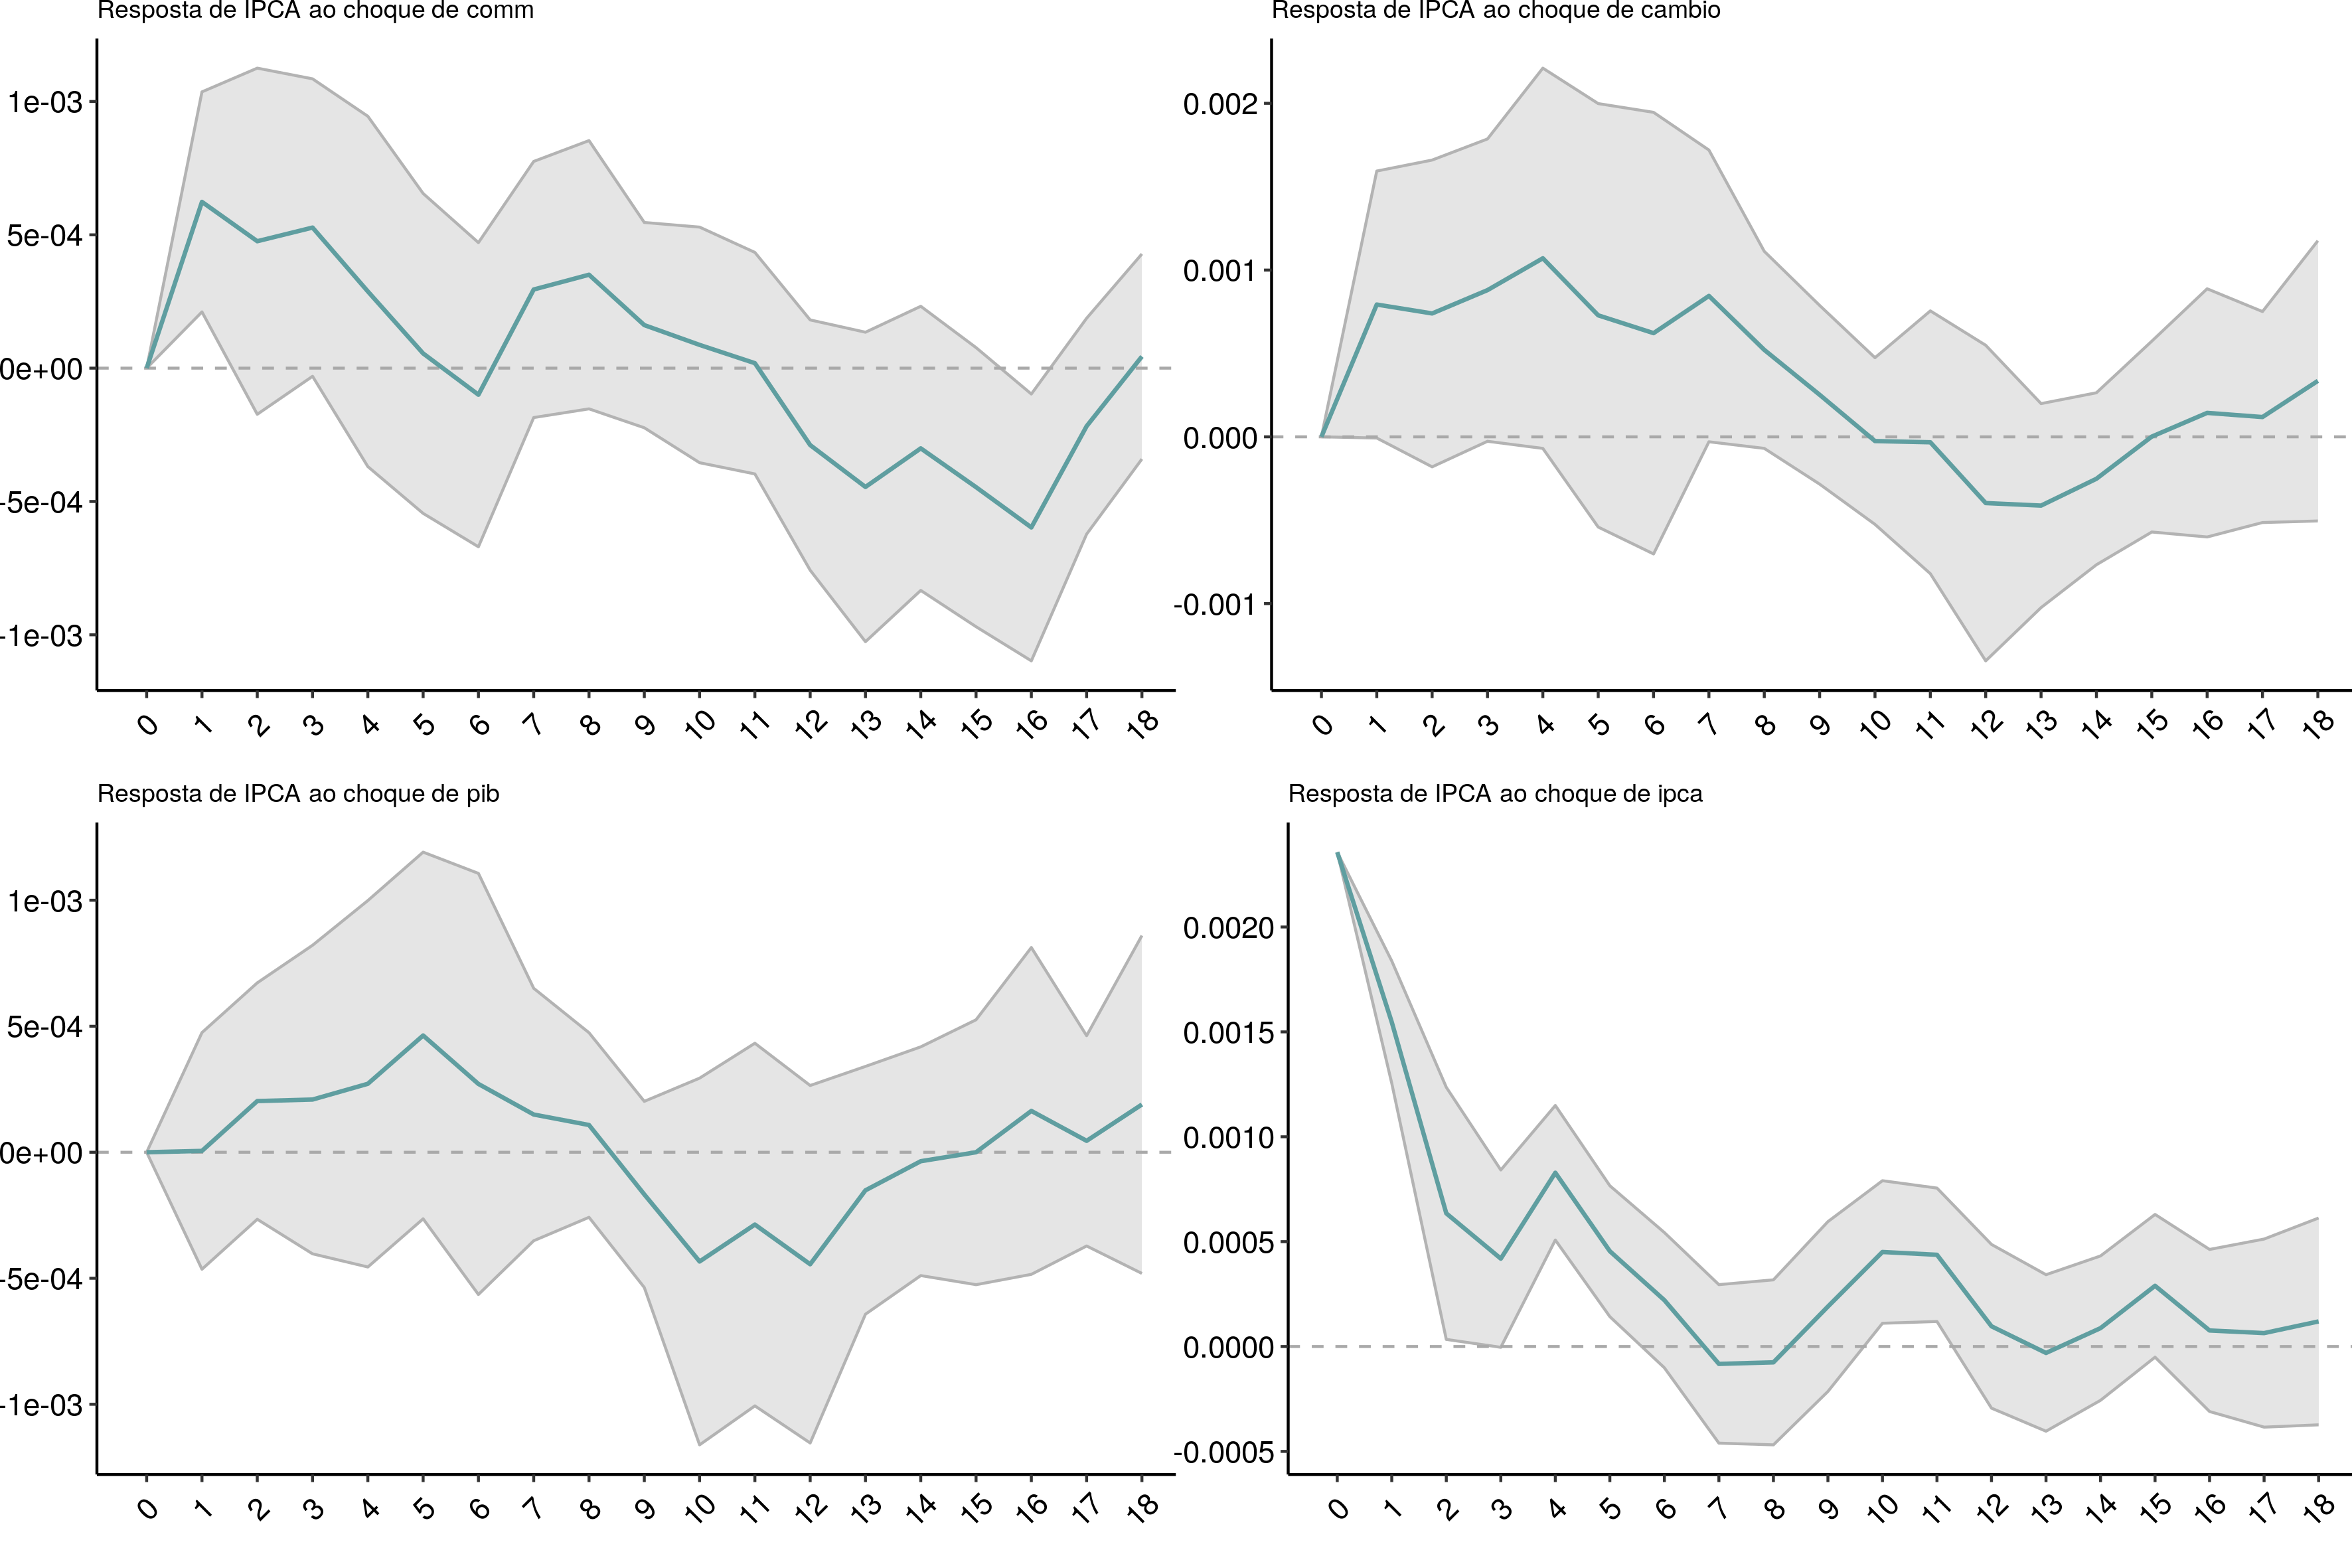 Resposta de IPCA ao choque de comm
1e-03
5e-04
0e+00
-5e-04
-1e-03
0 1 2 3 4 5 6 7 8 9 10 11 12 13 14 15 16 17 18
Resposta de IPCA ao choque de cambio
0.002
0.001
0.000
-0.001
0 1 2 3 4 5 6 7 8 9 10 11 12 13 14 15 16 17 18
Resposta de IPCA ao choque de pib
1e-03
5e-04
0e+00
-5e-04
-1e-03
0 1 2 3 4 5 6 7 8 9 10 11 12 13 14 15 16 17 18
Resposta de IPCA ao choque de ipca
0.0020
0.0015
0.0010
0.0005
0.0000
-0.0005
0 1 2 3 4 5 6 7 8 9 10 11 12 13 14 15 16 17 18